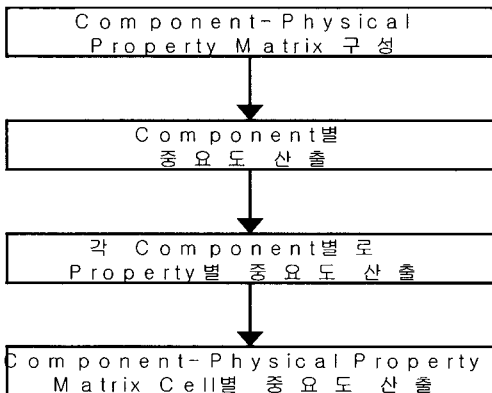 Component-Physical
Property Matrix 구성
Component별
중요도 산출
각 Component별로
Property별 중요도 산출
Component-Physical Property
Matrix Cell별 중요도 산출